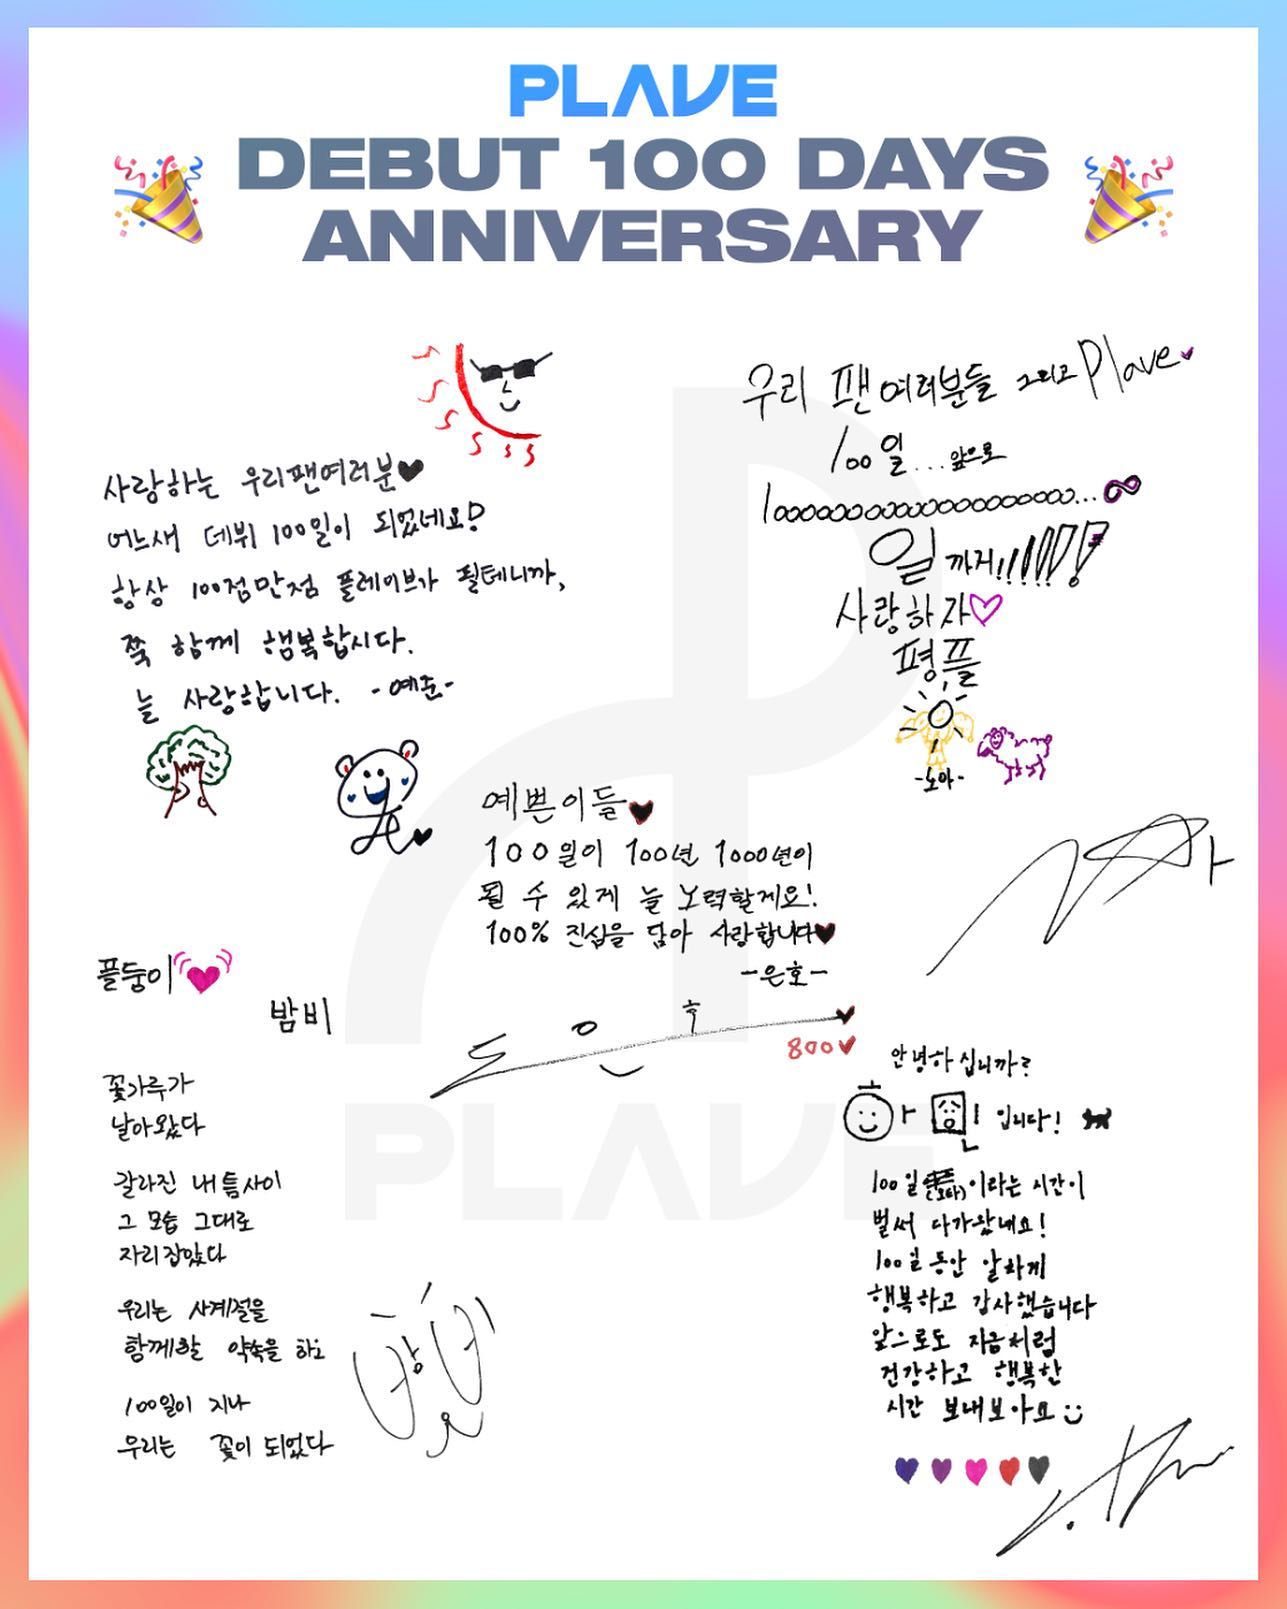 PLAVE
DEBUT 100 DAYS
ANNIVERSARY
사랑하는 우리팬여러분♥
어느새 데뷔 100일이 되었네요!
항상 100점만점 플레이브가 될테니까,
쭉 함께 행복합시다.
늘 사랑합니다. -예준-
우리 팬 여러분들 그리고 Plave
100일...앞으로
10000000000000000000...∞
일까지!!!!!!!
사랑하자♡
평,플
-노아-
예쁜이들♥
100일이 100년 1000년이
될 수 있게 늘 노력할게요!
100% 진심을 담아 사랑합니다♥
-은호-
도 은 호
800♥
플둥이
밤비
꽃가루가
날아왔다
갈라진 내 틈사이
그 모습 그대로
자리잡았다
우리는 사계절을
함께할 약속을 하고
100일이 지나
우리는 꽃이 되었다
안녕하십니까?
하민입니다!
100일 (오타)이라는 시간이
벌써 다가왔네요!
100일 동안 알차게
행복하고 감사했습니다
앞으로도 지금처럼
건강하고 행복한
시간 보내보아요
PLAVE